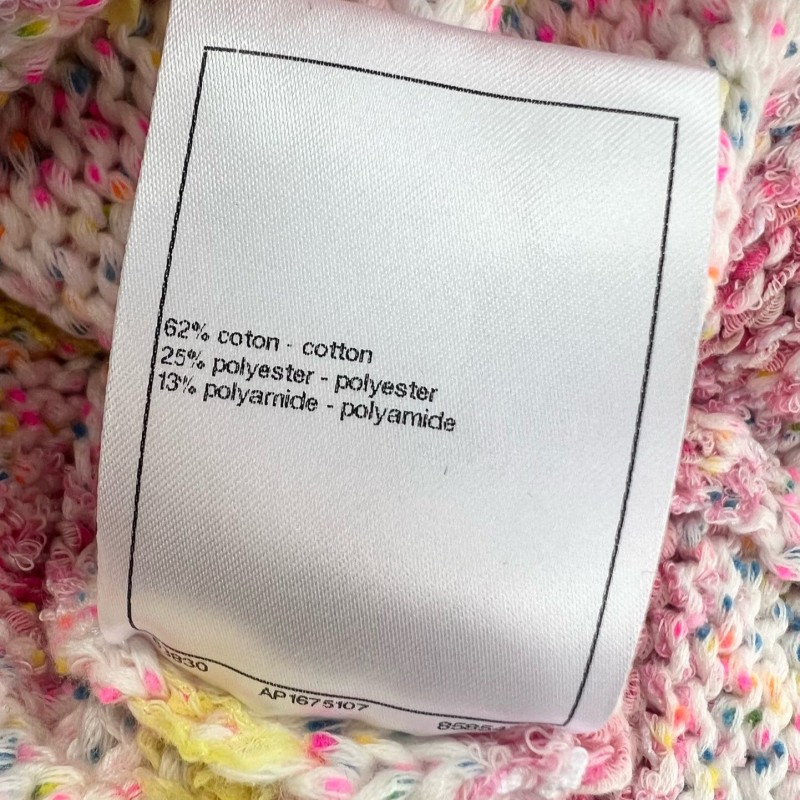 62% coton - cotton
25% polyester - polyester
13% polyamide - polyamide
AP1675107